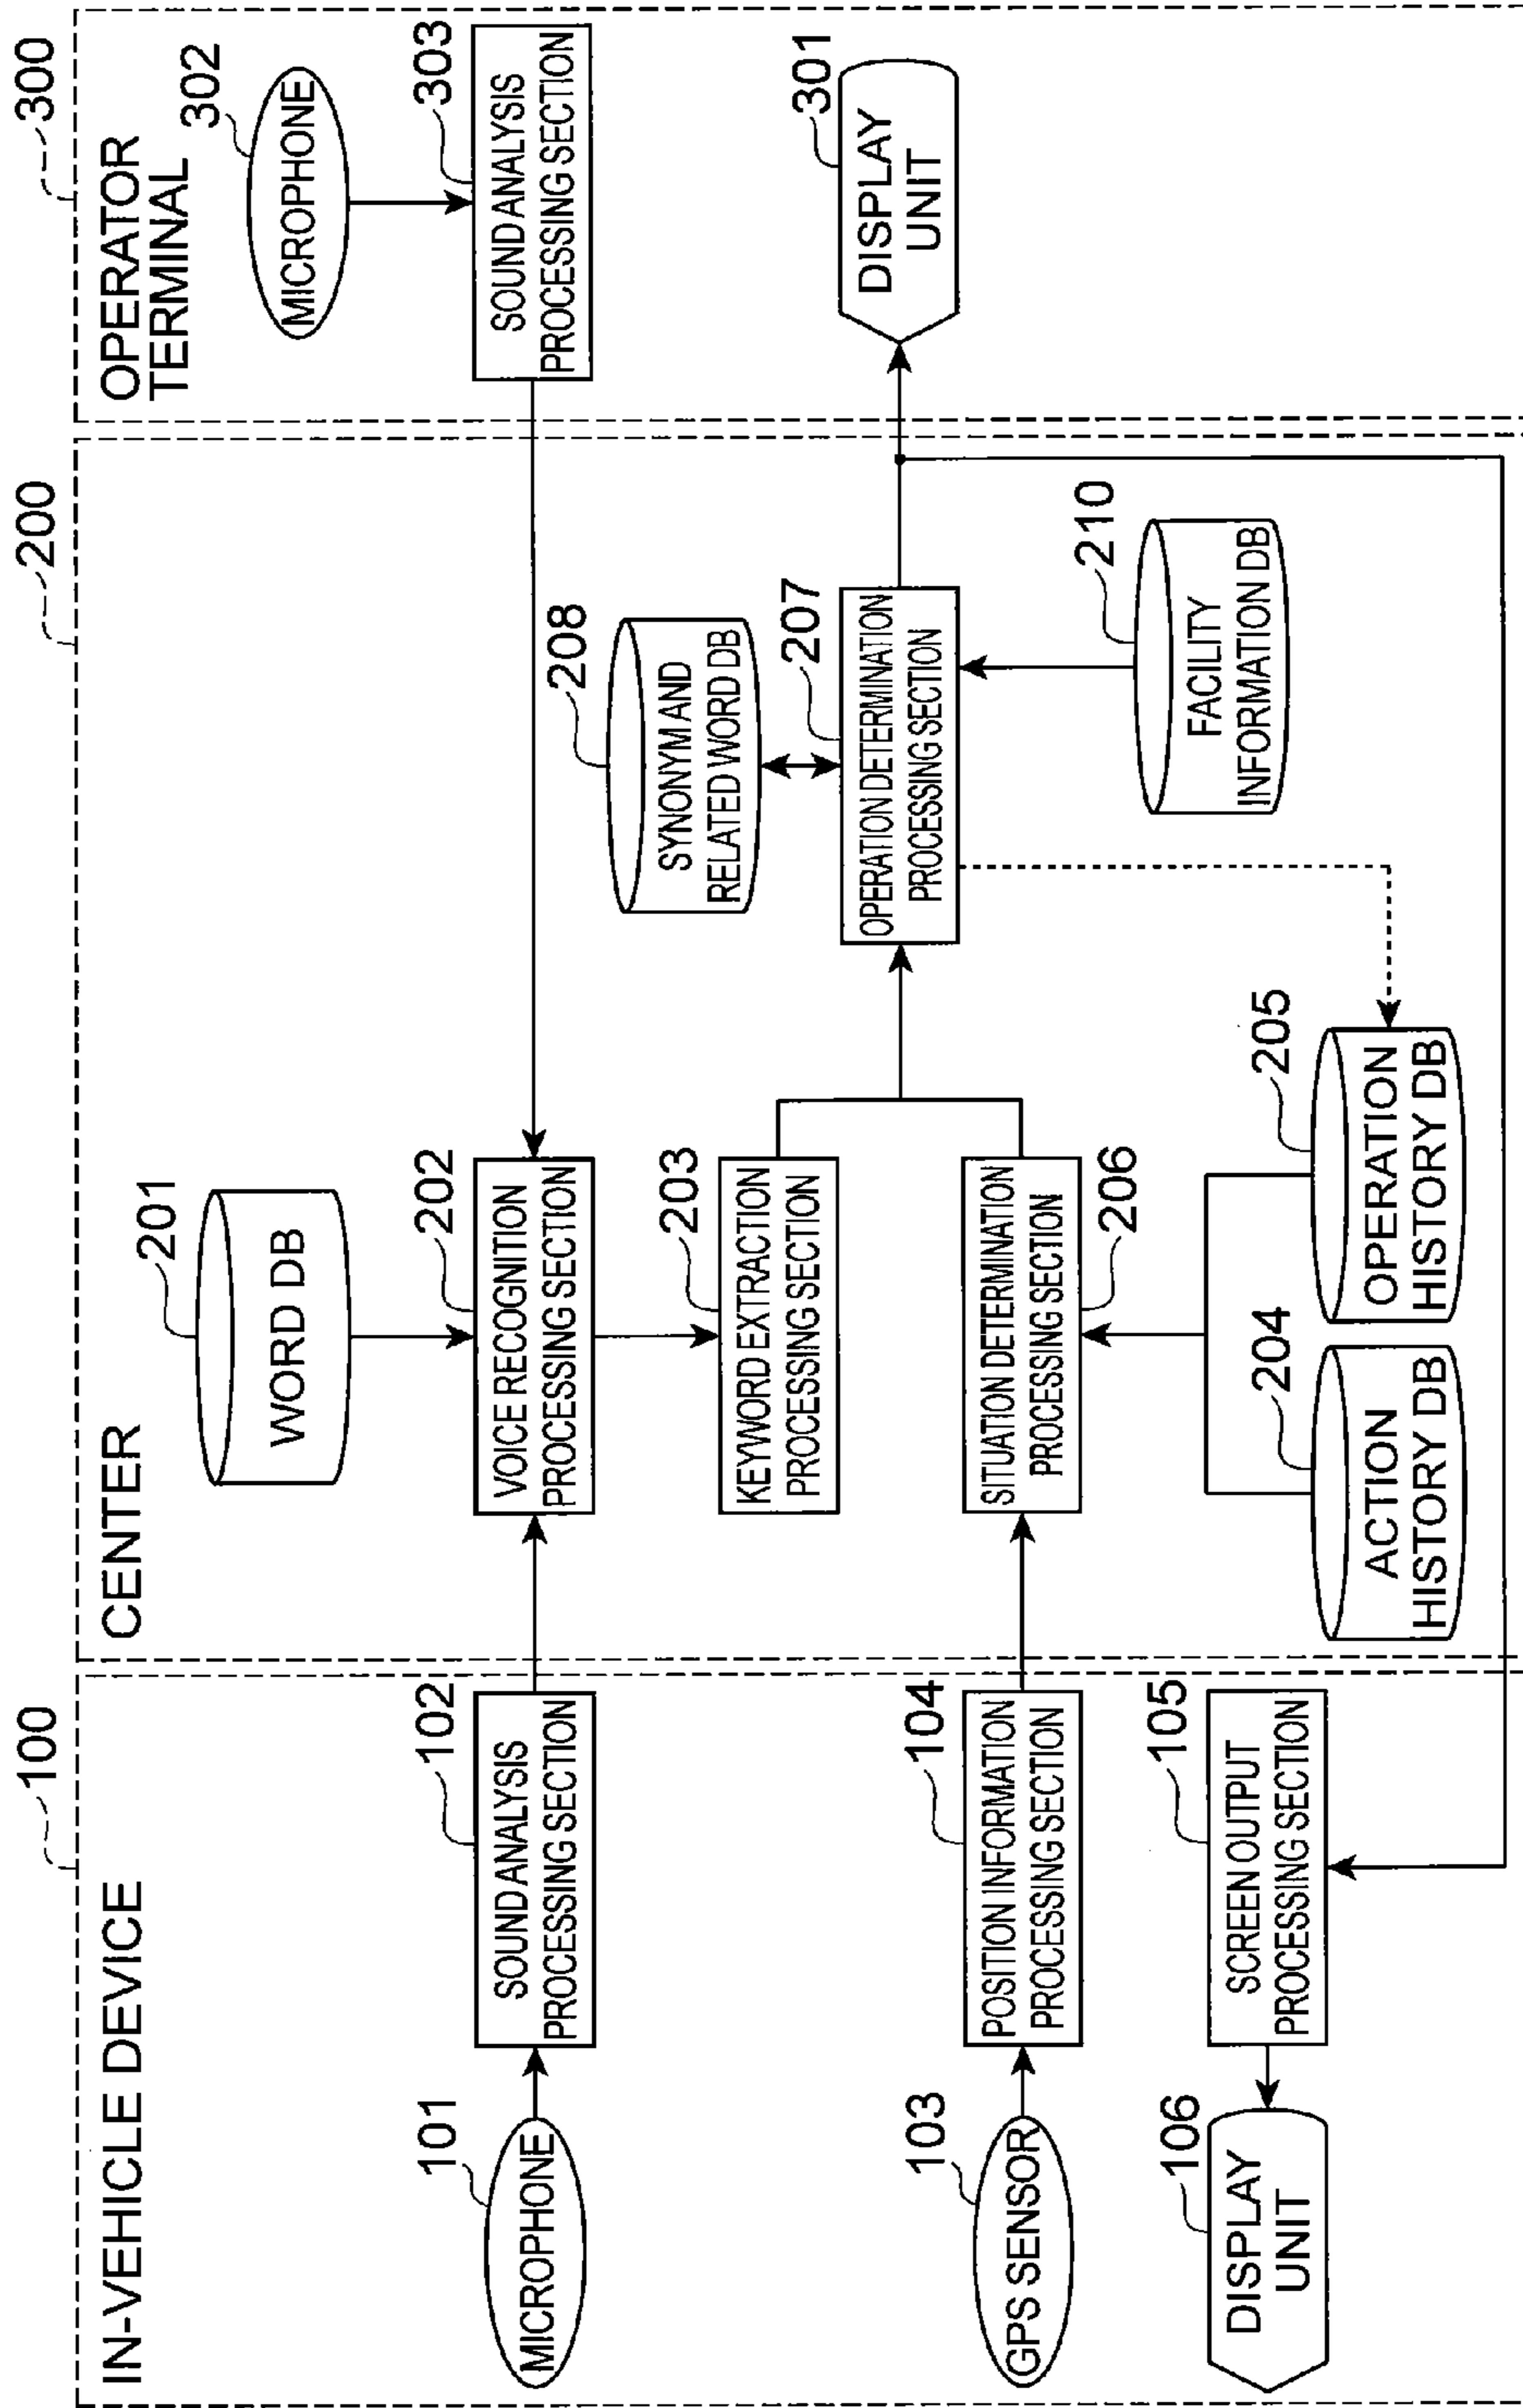 100
IN-VEHICLE DEVICE
101
MICROPHONE
102
SOUND ANALYSIS
PROCESSING SECTION
103
GPS SENSOR
104
POSITION INFORMATION
PROCESSING SECTION
105
SCREEN OUTPUT
PROCESSING SECTION
106
DISPLAY
UNIT
200
CENTER
201
WORD DB
202
VOICE RECOGNITION
PROCESSING SECTION
203
KEYWORD EXTRACTION
PROCESSING SECTION
SITUATION DETERMINATION
PROCESSING SECTION
206
204
ACTION
HISTORY DB
205
OPERATION
HISTORY DB
208
SYNONYM AND
RELATED WORD DB
207
OPERATION DETERMINATION
PROCESSING SECTION
210
FACILITY
INFORMATION DB
300
OPERATOR
TERMINAL
302
MICROPHONE
303
SOUND ANALYSIS
PROCESSING SECTION
301
DISPLAY
UNIT